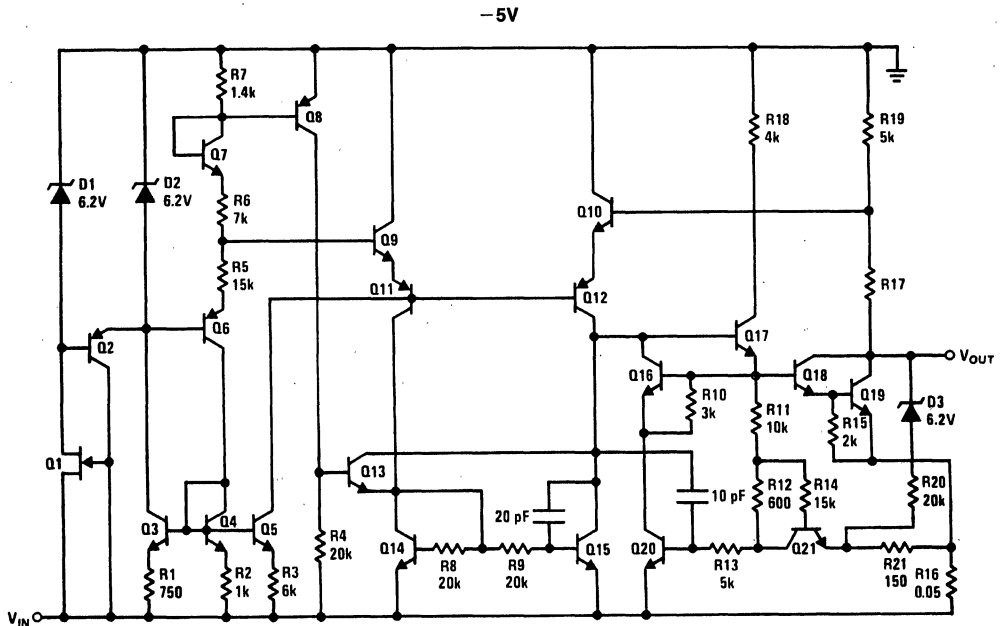 −5V
R7
1.4k
Q8
R18
4k
R19
5k
Q7
D1
6.2V
D2
6.2V
R6
7k
Q10
Q9
R5
15k
R17
Q11
Q12
Q2
Q6
Q17
VOUT
Q16
Q18
Q19
D3
6.2V
R10
3k
R11
10k
R15
2k
Q1
Q13
R12
600
R14
15k
R20
20k
10 pF
20 pF
Q3
Q4
Q5
R4
20k
Q14
Q15
Q20
Q21
R8
20k
R9
20k
R13
5k
R21
150
R16
0.05
R1
750
R2
1k
R3
6k
VIN